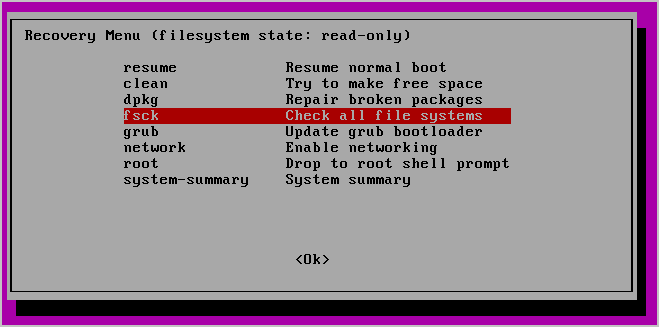 Recovery Menu (filesystem state: read-only)
resume Resume normal boot
clean Try to make free space
dpkg Repair broken packages
fsck Check all file systems
grub Update grub bootloader
network Enable networking
root Drop to root shell prompt
system-summary System summary
<Ok>